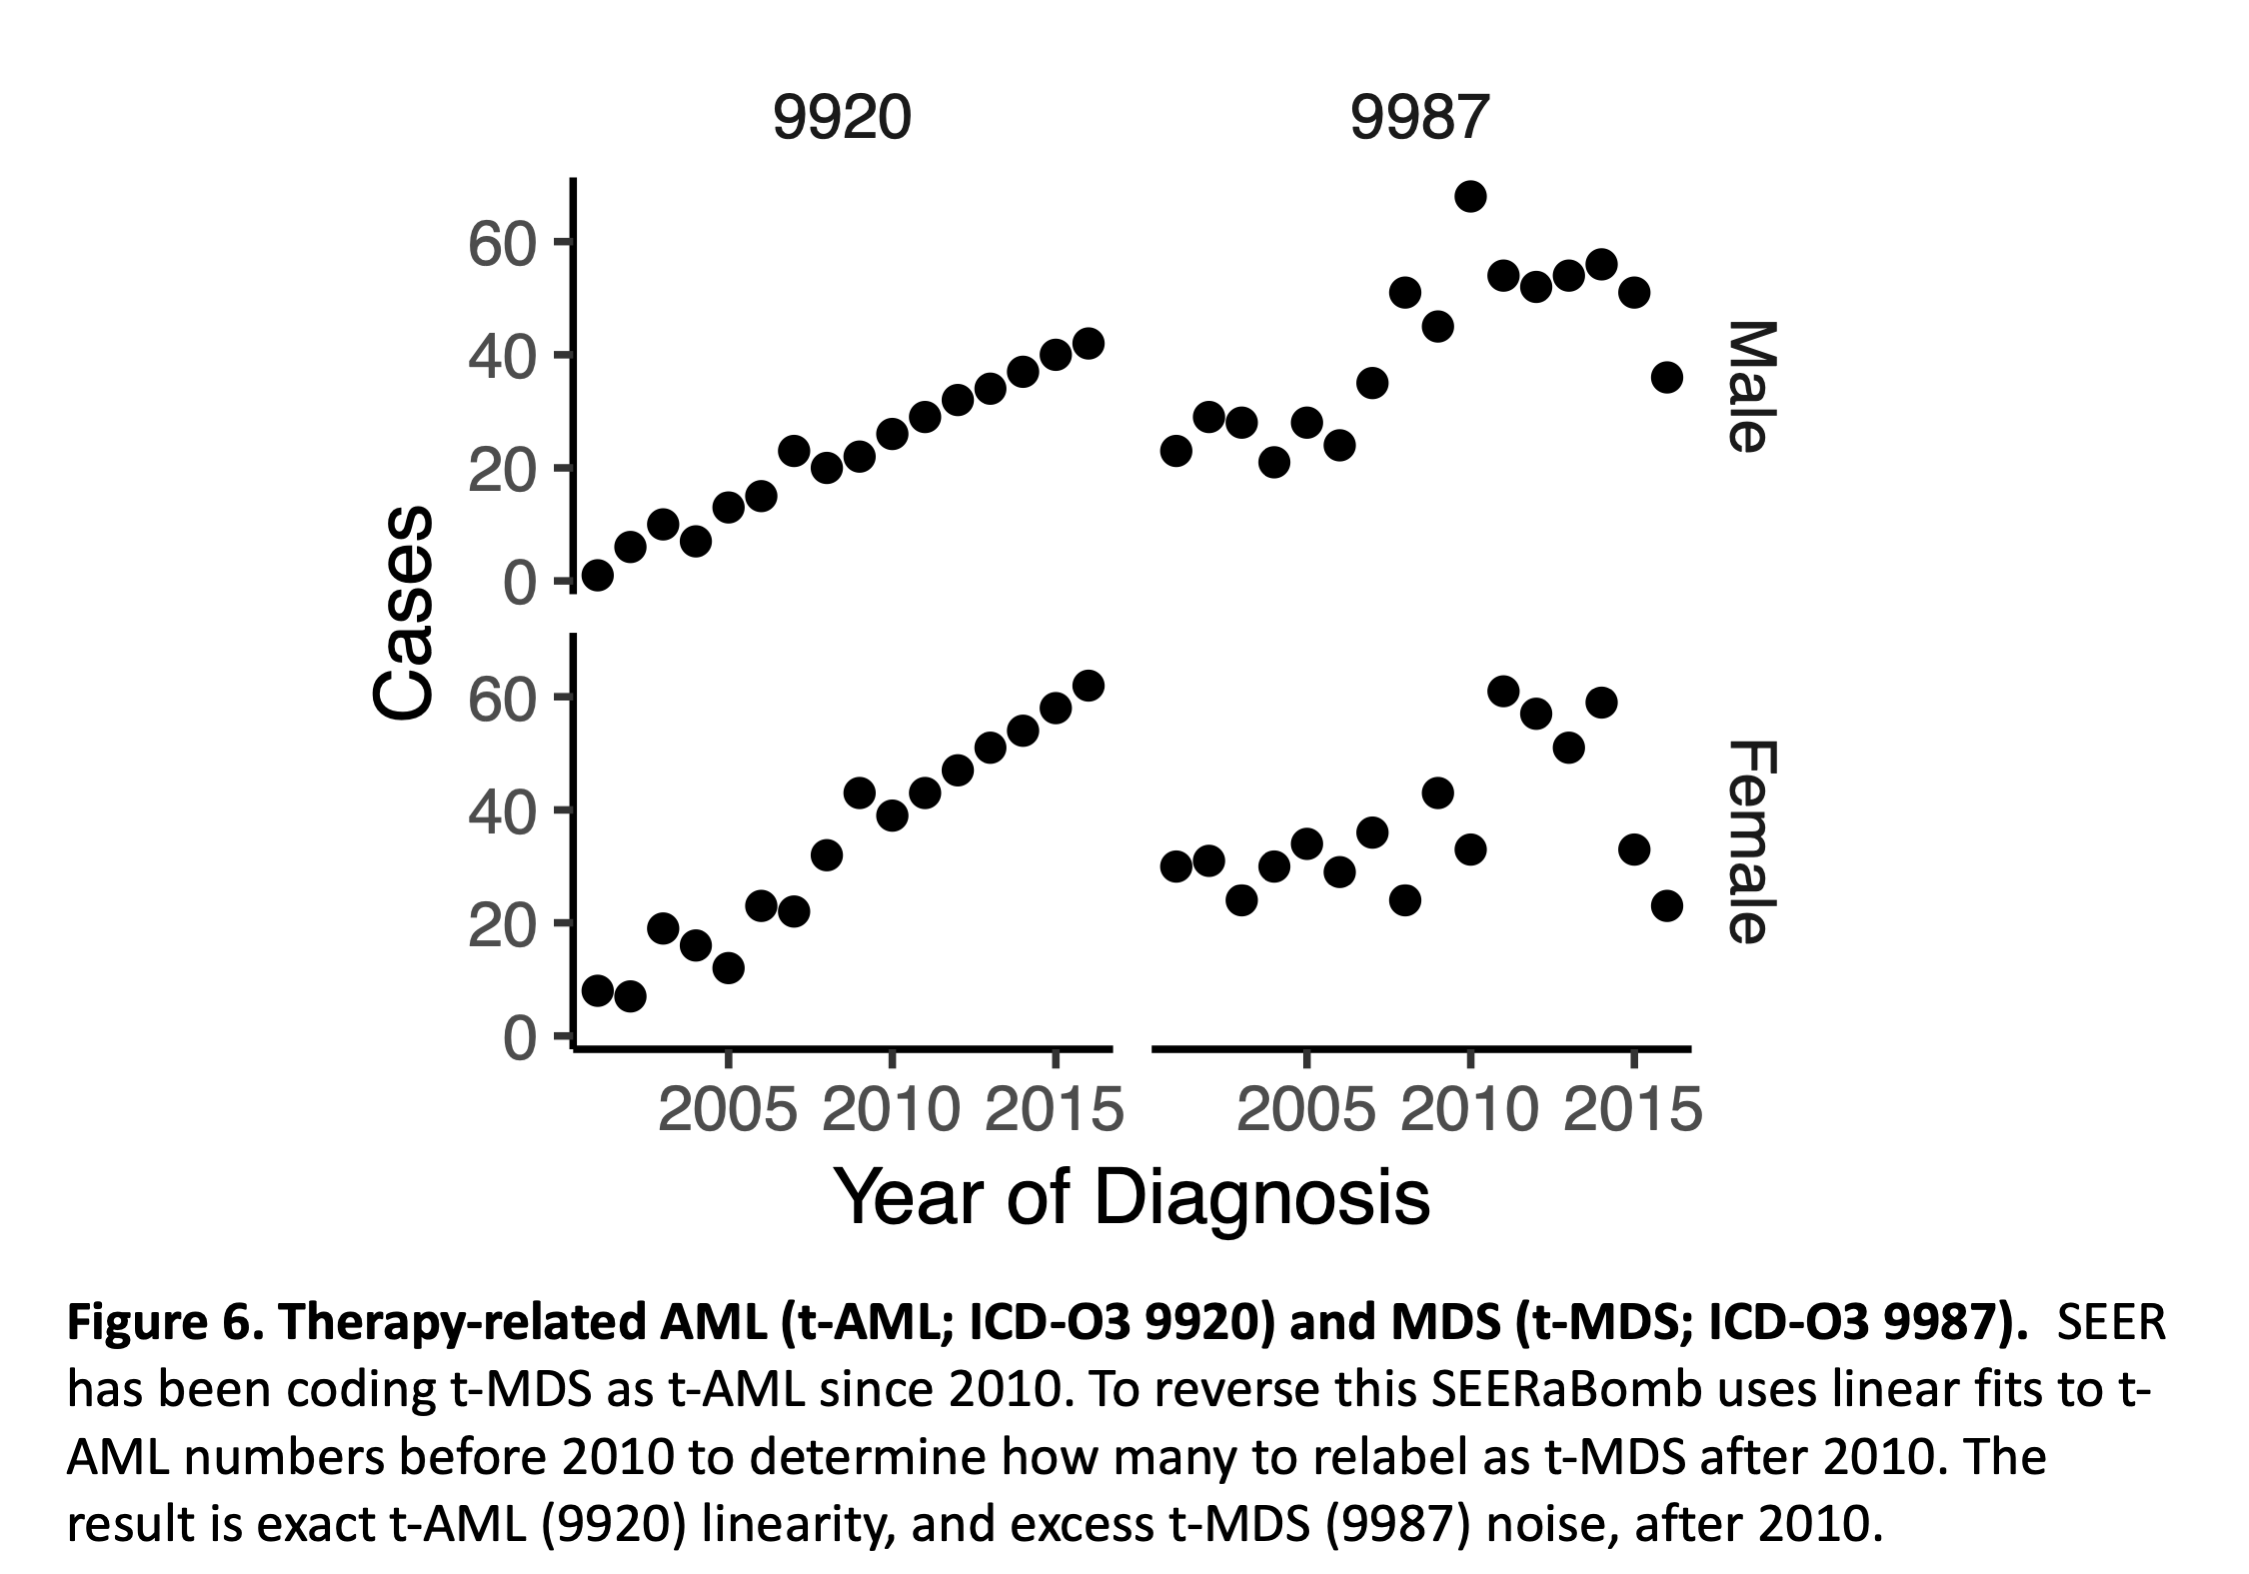 9920 9987
60
40
20
0
Male
Cases
60
40
20
0
Female
2005 2010 2015 2005 2010 2015
Year of Diagnosis
Figure 6. Therapy-related AML (t-AML; ICD-O3 9920) and MDS (t-MDS; ICD-O3 9987). SEER
has been coding t-MDS as t-AML since 2010. To reverse this SEERaBomb uses linear fits to t-
AML numbers before 2010 to determine how many to relabel as t-MDS after 2010. The
result is exact t-AML (9920) linearity, and excess t-MDS (9987) noise, after 2010.